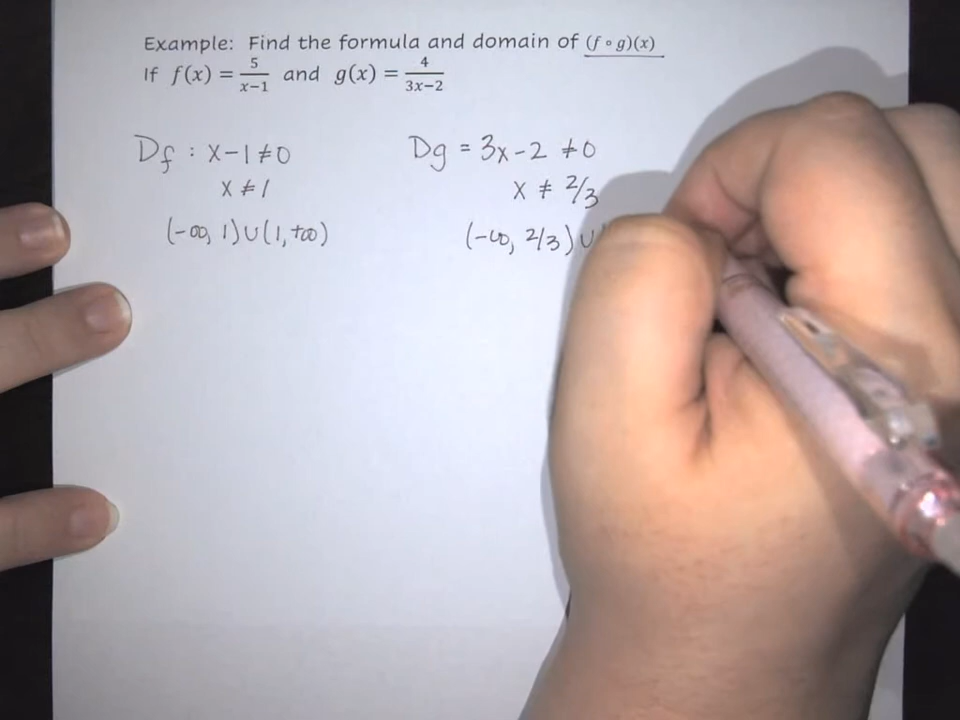 Example: Find the formula and domain of (f ∘ g)(x)
If f(x) = 5/(x−1) and g(x) = 4/(3x−2)
Df : x−1≠0
x≠1
(-∞, 1)∪(1,+∞)
Dg = 3x-2 ≠0
x ≠ 2/3
(-∞, 2/3)∪